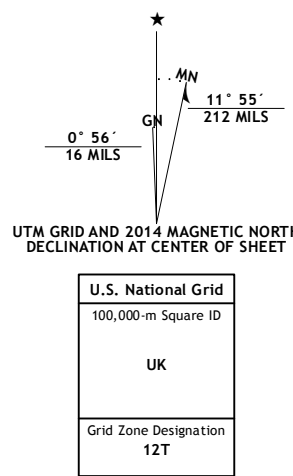 ★
MN
GN
11° 55´
212 MILS
0° 56´
16 MILS
UTM GRID AND 2014 MAGNETIC NORTH
DECLINATION AT CENTER OF SHEET
U.S. National Grid
100,000-m Square ID
UK
Grid Zone Designation
12T